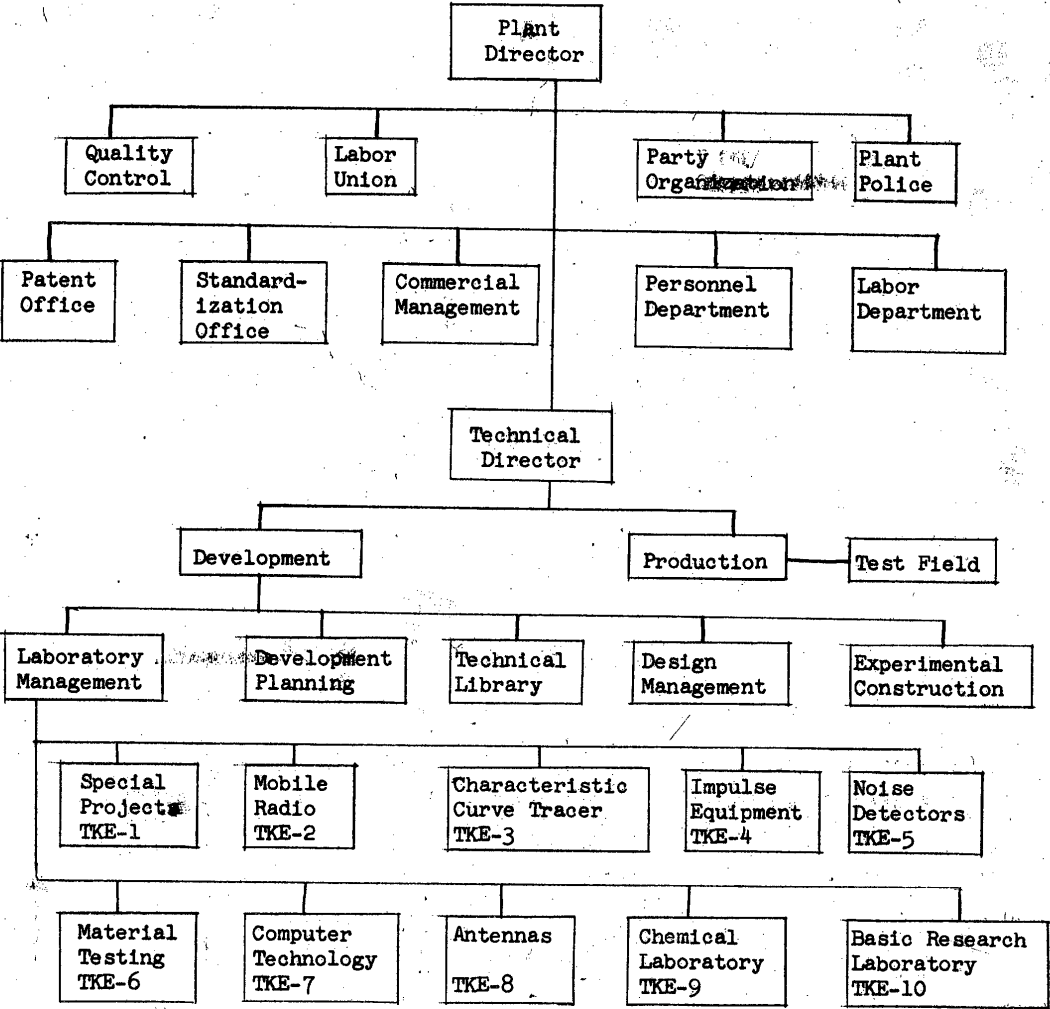 Plant
Director
Quality
Control
Labor
Union
Party
Organization
Plant
Police
Patent
Office
Standard-
ization
Office
Commercial
Management
Personnel
Department
Labor
Department
Technical
Director
Development
Production
Test Field
Laboratory
Management
Development
Planning
Technical
Library
Design
Management
Experimental
Construction
Special
Projects
TKE-1
Mobile
Radio
TKE-2
Characteristic
Curve Tracer
TKE-3
Impulse
Equipment
TKE-4
Noise
Detectors
TKE-5
Material
Testing
TKE-6
Computer
Technology
TKE-7
Antennas
TKE-8
Chemical
Laboratory
TKE-9
Basic Research
Laboratory
TKE-10